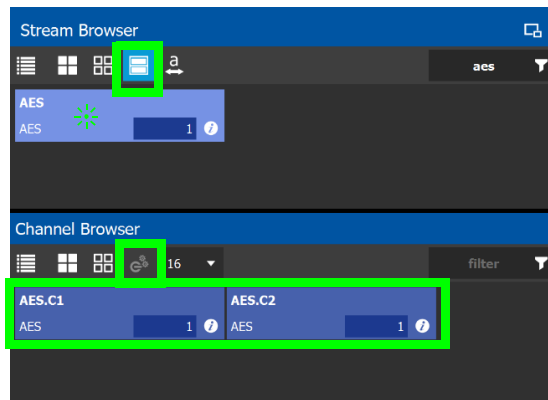 Stream Browser
a
aes
AES
AES 1 i
Channel Browser
16 filter
AES.C1 AES.C2
AES 1 i AES 1 i